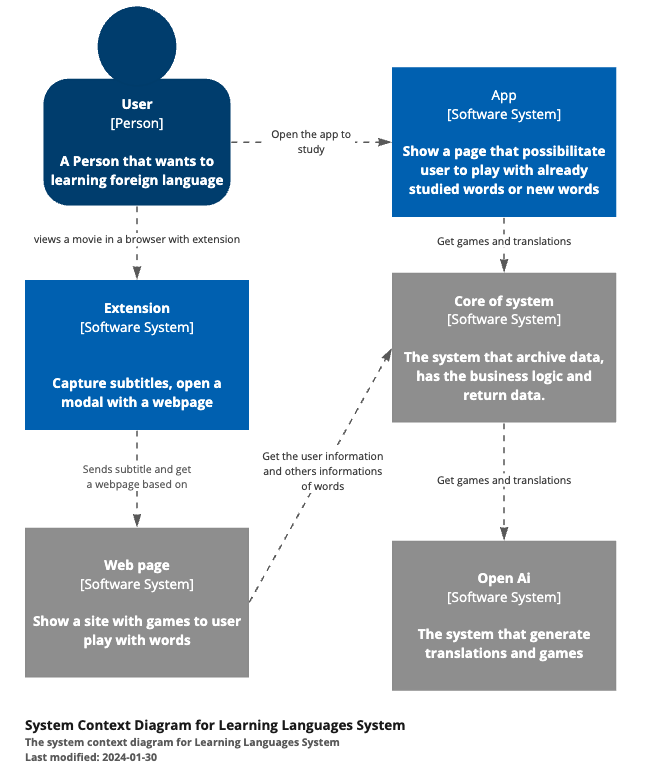 User
[Person]
A Person that wants to
learning foreign language
Open the app to
study
App
[Software System]
Show a page that possibilitate
user to play with already
studied words or new words
views a movie in a browser with extension
Get games and translations
Extension
[Software System]
Capture subtitles, open a
modal with a webpage
Core of system
[Software System]
The system that archive data,
has the business logic and
return data.
Sends subtitle and get
a webpage based on
Get the user information
and others informations
of words
Get games and translations
Web page
[Software System]
Show a site with games to user
play with words
Open Ai
[Software System]
The system that generate
translations and games
System Context Diagram for Learning Languages System
The system context diagram for Learning Languages System
Last modified: 2024-01-30